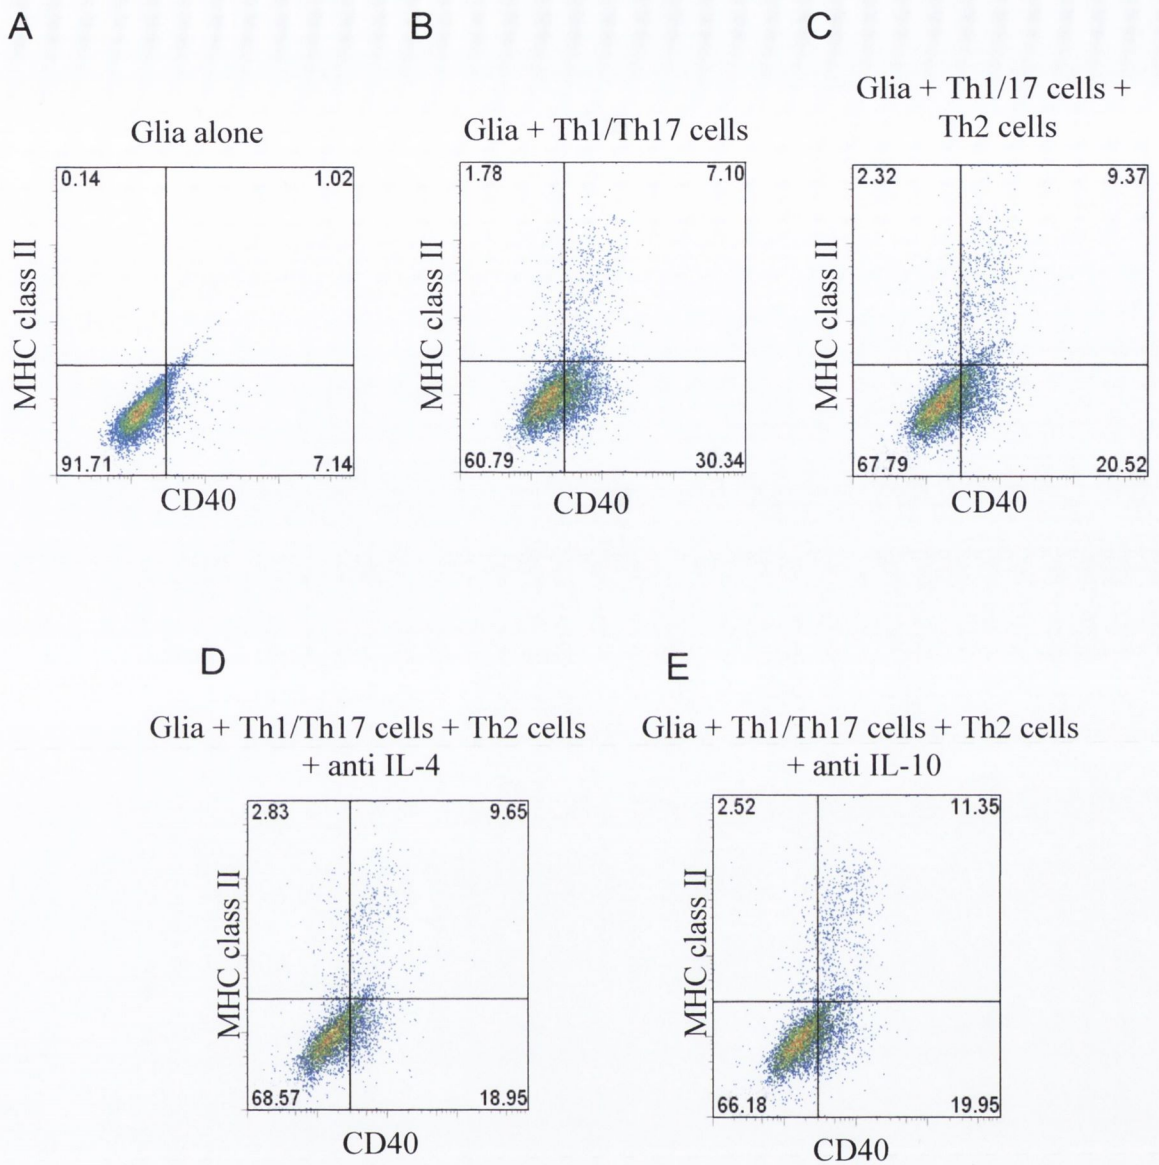 A
Glia alone
0.14
1.02
MHC class II
91.71
7.14
CD40
B
Glia + Th1/Th17 cells
1.78
7.10
MHC class II
60.79
30.34
CD40
C
Glia + Th1/17 cells +
Th2 cells
2.32
9.37
MHC class II
67.79
20.52
CD40
D
Glia + Th1/Th17 cells + Th2 cells
+ anti IL-4
2.83
9.65
MHC class II
68.57
18.95
CD40
E
Glia + Th1/Th17 cells + Th2 cells
+ anti IL-10
2.52
11.35
MHC class II
66.18
19.95
CD40